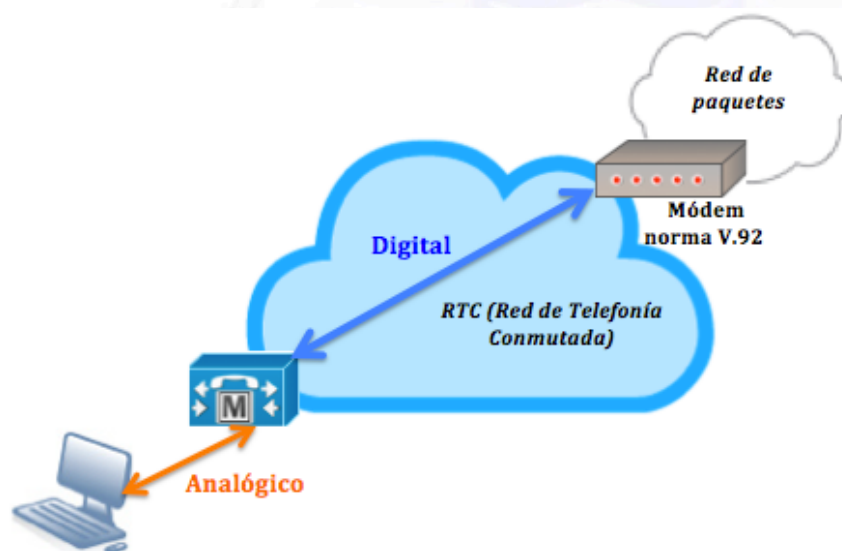 Red de
paquetes
Módem
norma V.92
Digital
RTC (Red de Telefonía
Conmutada)
M
Analógico